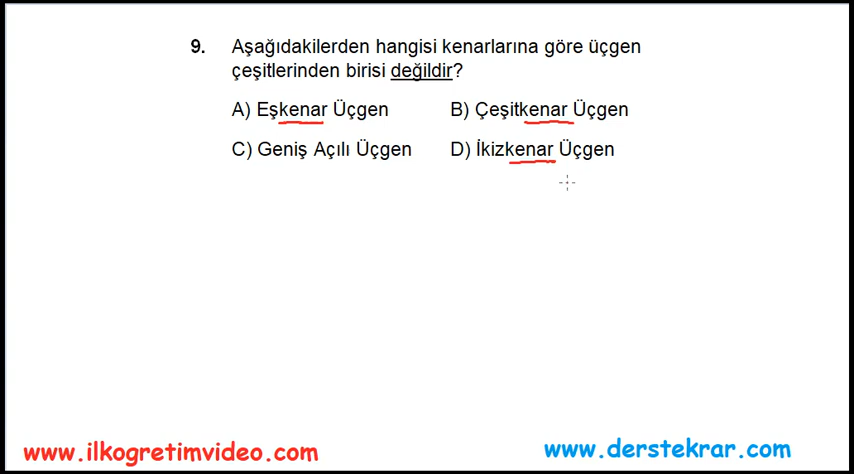 9. Aşağıdakilerden hangisi kenarlarına göre üçgen
çeşitlerinden birisi değildir?
A) Eşkenar Üçgen B) Çeşitkenar Üçgen
C) Geniş Açılı Üçgen D) İkizkenar Üçgen
www.ilkogretimvideo.com www.derstekrar.com